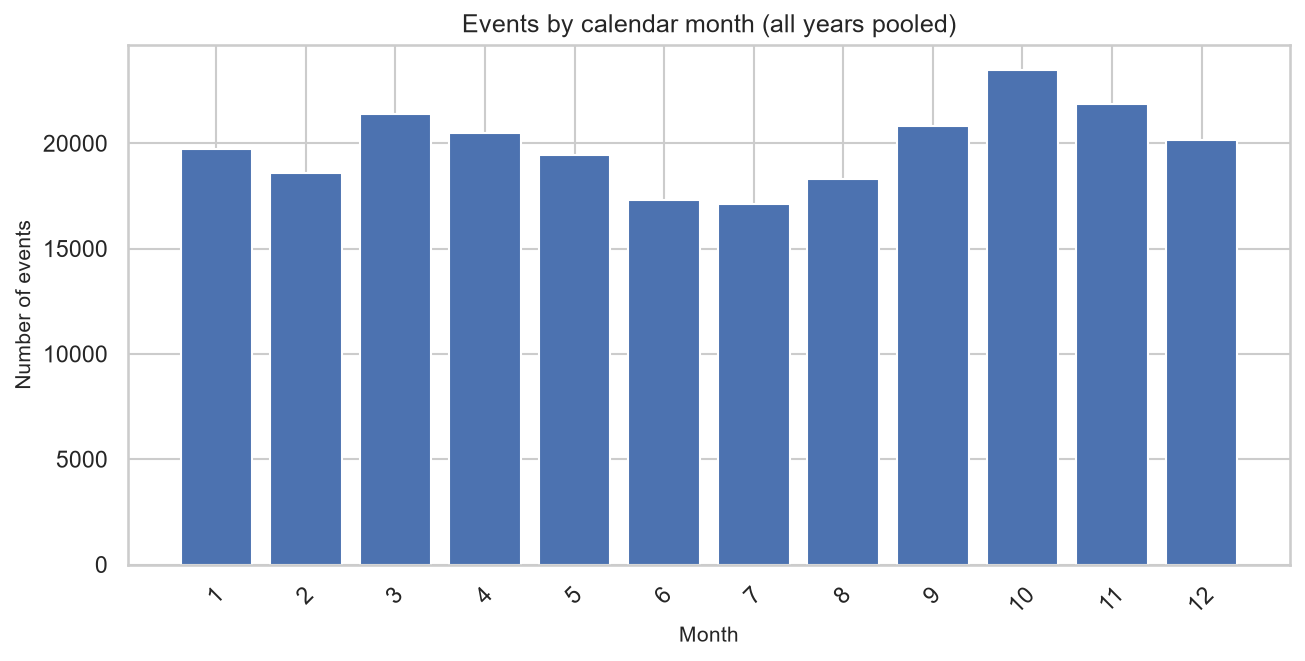 Events by calendar month (all years pooled)
Number of events
20000
15000
10000
5000
0
1 2 3 4 5 6 7 8 9 10 11 12
Month